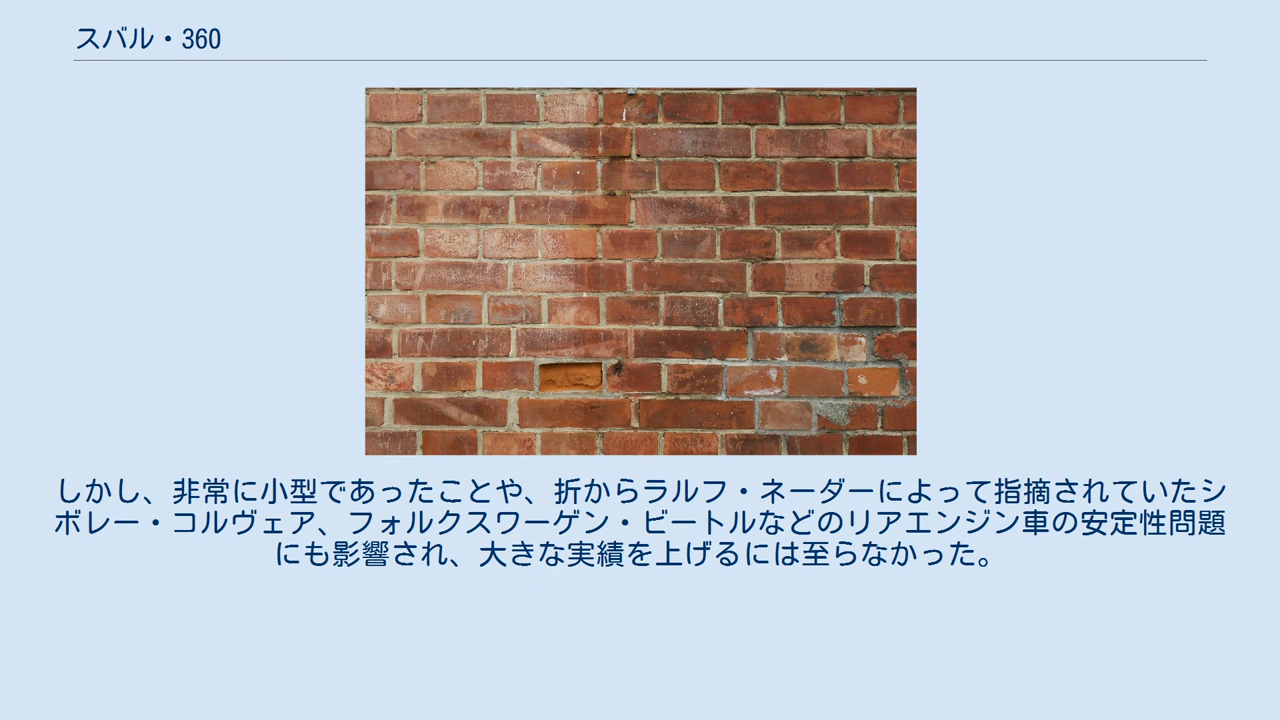 スバル・360
しかし、非常に小型であったことや、折からラルフ・ネーダーによって指摘されていたシ
ボレー・コルヴェア、フォルクスワーゲン・ビートルなどのリアエンジン車の安定性問題
にも影響され、大きな実績を上げるには至らなかった。